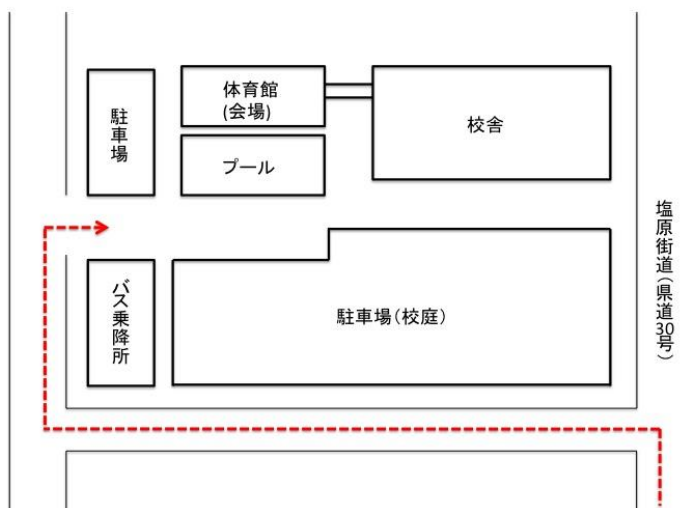 駐車場
体育館
(会場)
校舎
プール
バス乗降所
駐車場(校庭)
塩原街道(県道30号)